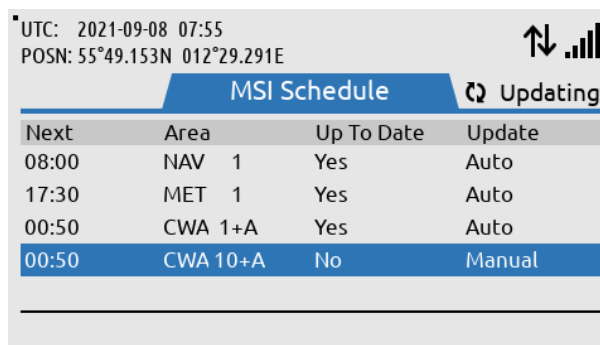 UTC: 2021-09-08 07:55
POSN: 55°49.153N 012°29.291E
MSI Schedule Updating
Next Area Up To Date Update
08:00 NAV 1 Yes Auto
17:30 MET 1 Yes Auto
00:50 CWA 1+A Yes Auto
00:50 CWA 10+A No Manual